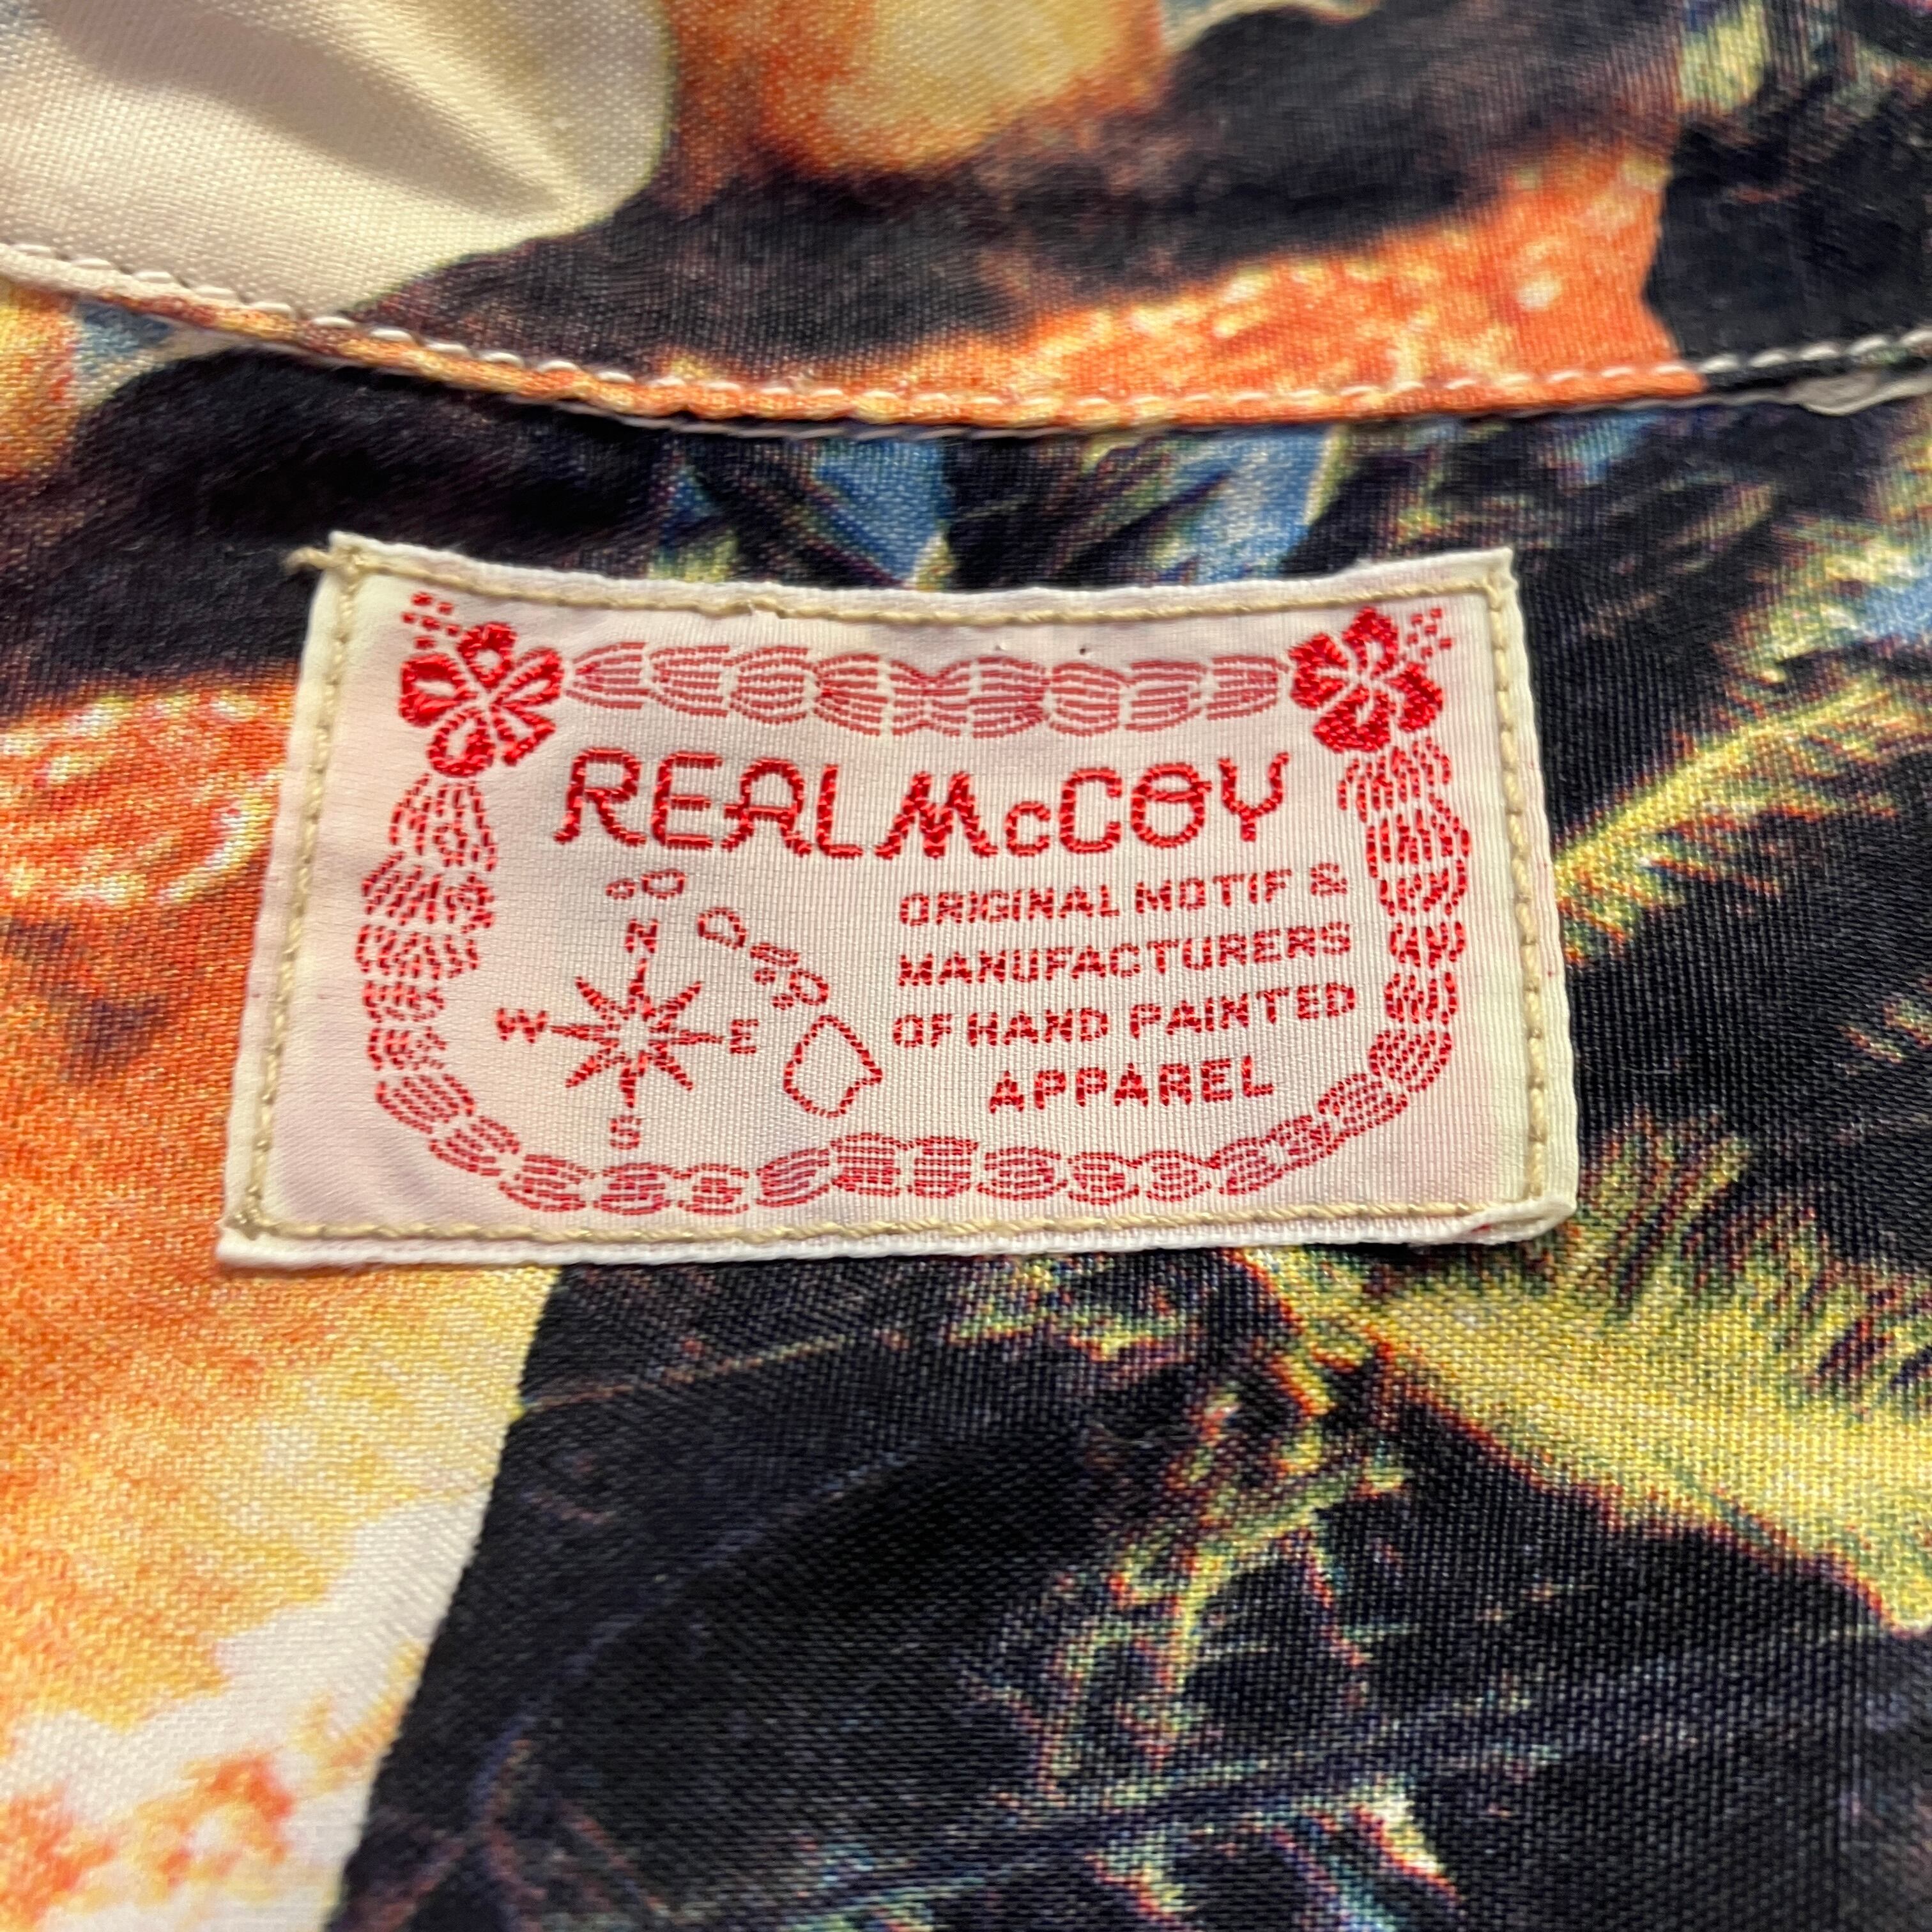 REAL McCOY
ORIGINAL MOTIF &
MANUFACTURERS
OF HAND PAINTED
APPAREL
N
W E
S